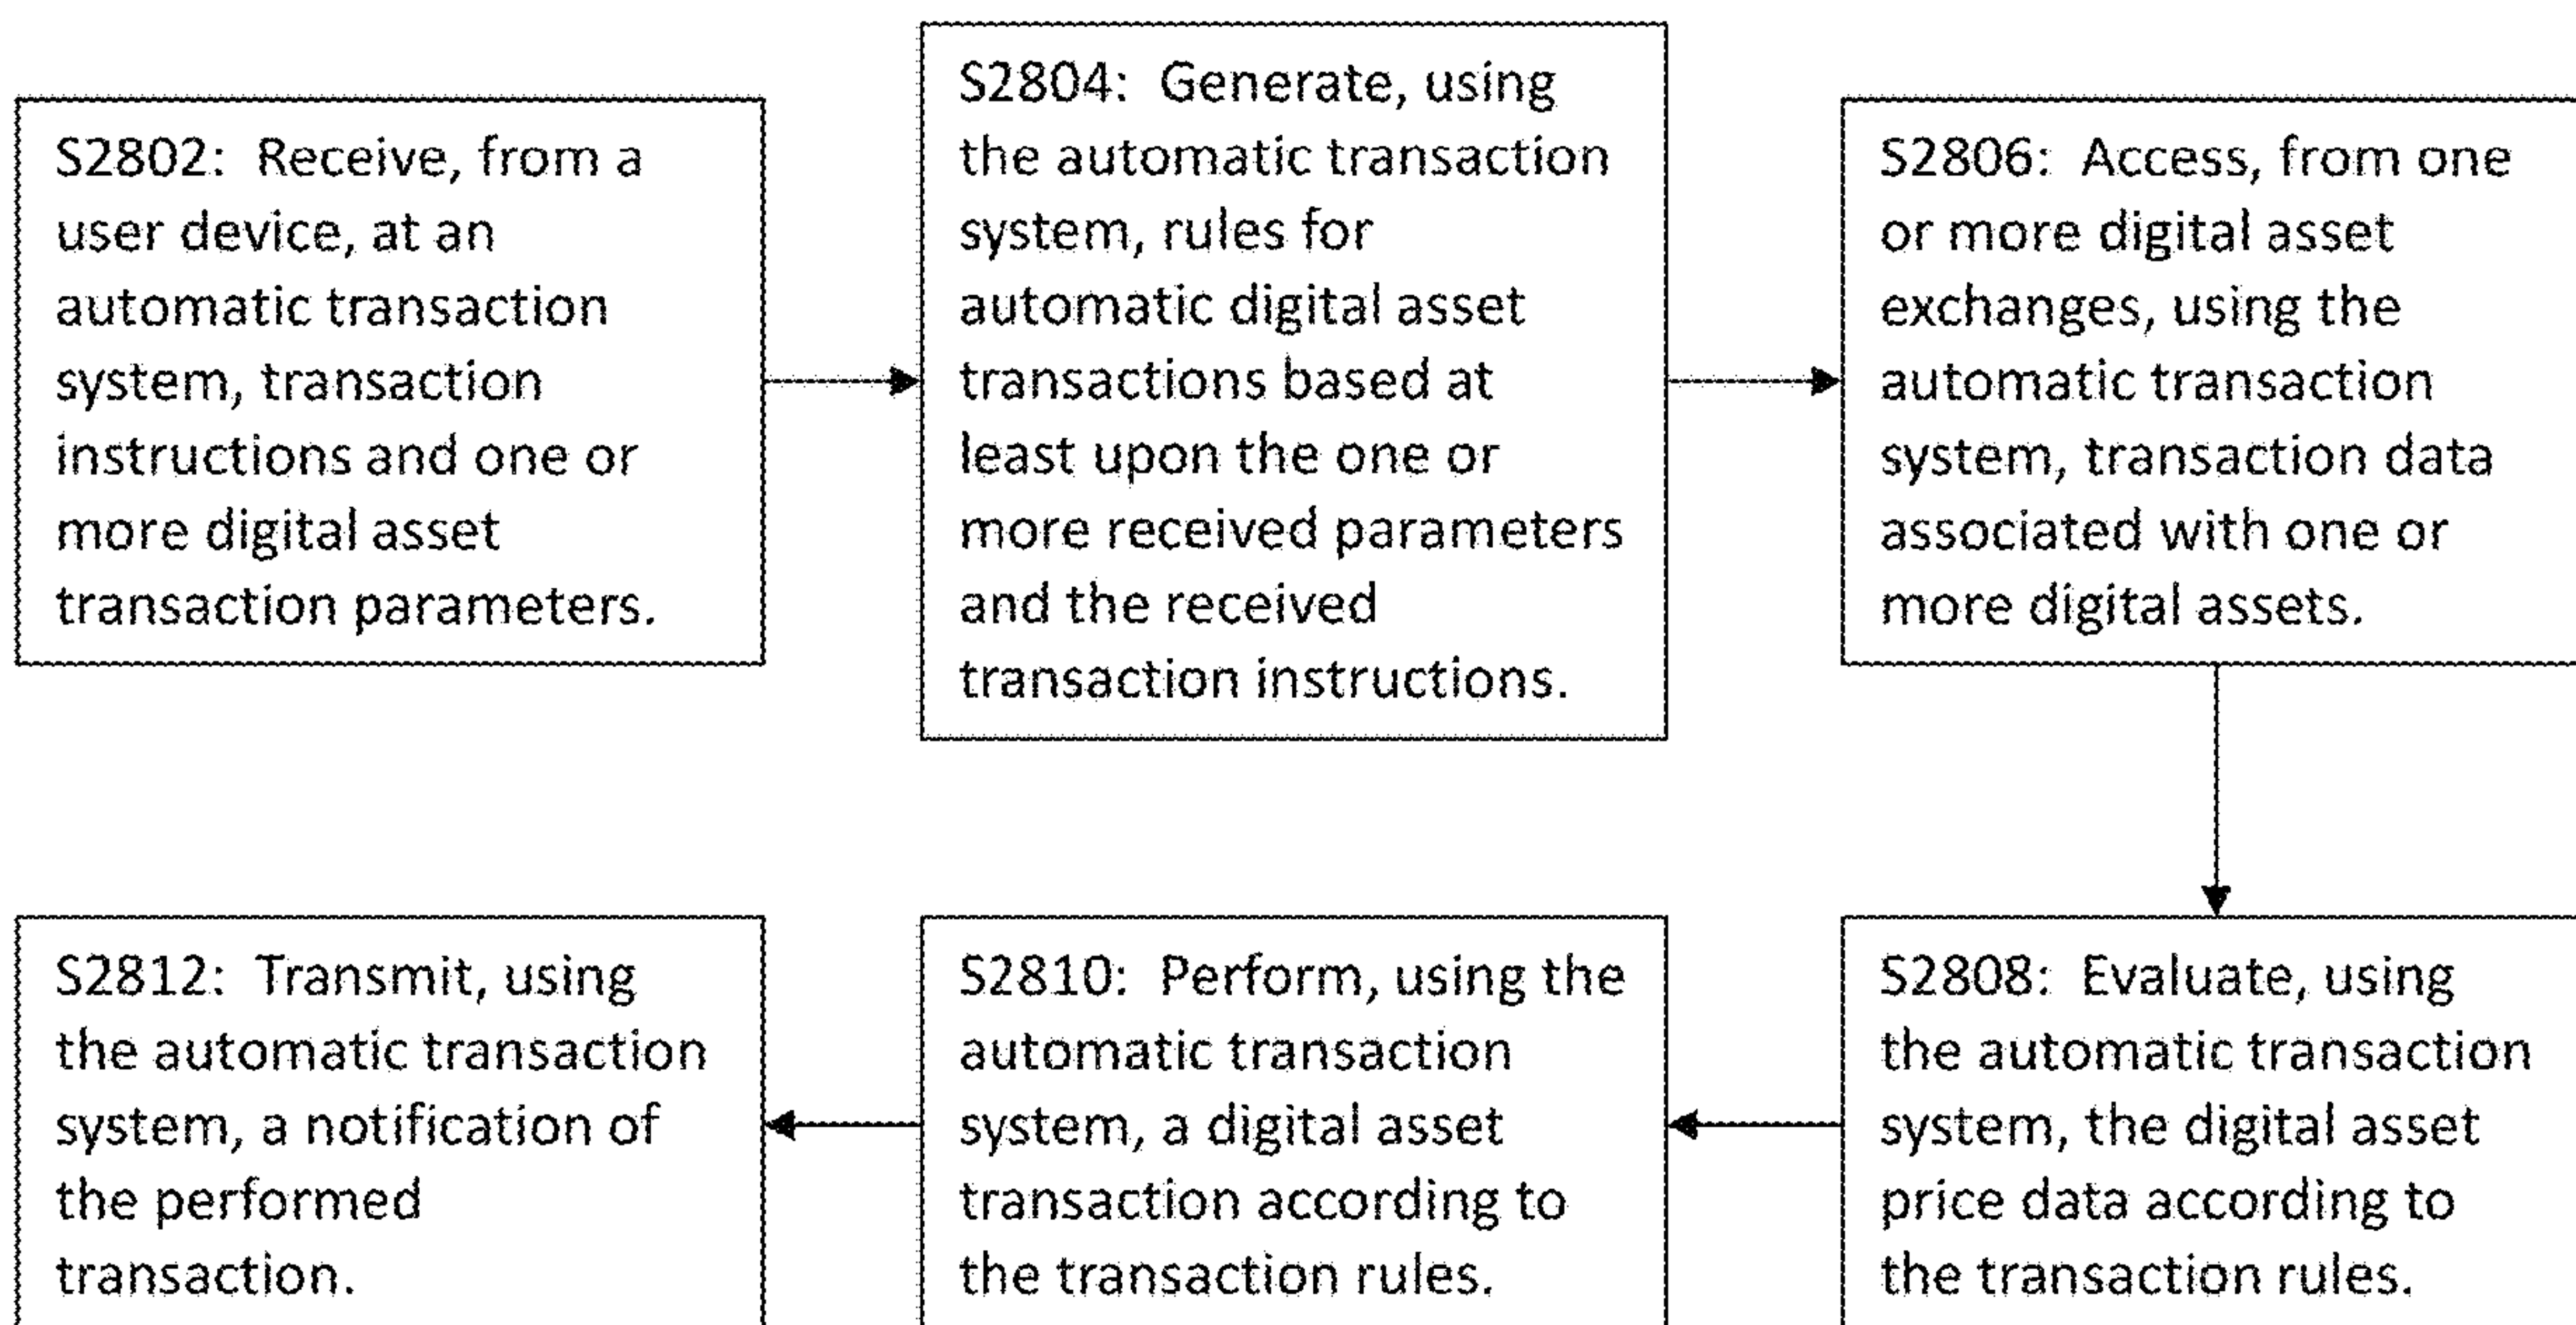 S2802: Receive, from a
user device, at an
automatic transaction
system, transaction
instructions and one or
more digital asset
transaction parameters.
S2804: Generate, using
the automatic transaction
system, rules for
automatic digital asset
transactions based at
least upon the one or
more received parameters
and the received
transaction instructions.
S2806: Access, from one
or more digital asset
exchanges, using the
automatic transaction
system, transaction data
associated with one or
more digital assets.
S2808: Evaluate, using
the automatic transaction
system, the digital asset
price data according to
the transaction rules.
S2810: Perform, using the
automatic transaction
system, a digital asset
transaction according to
the transaction rules.
S2812: Transmit, using
the automatic transaction
system, a notification of
the performed
transaction.